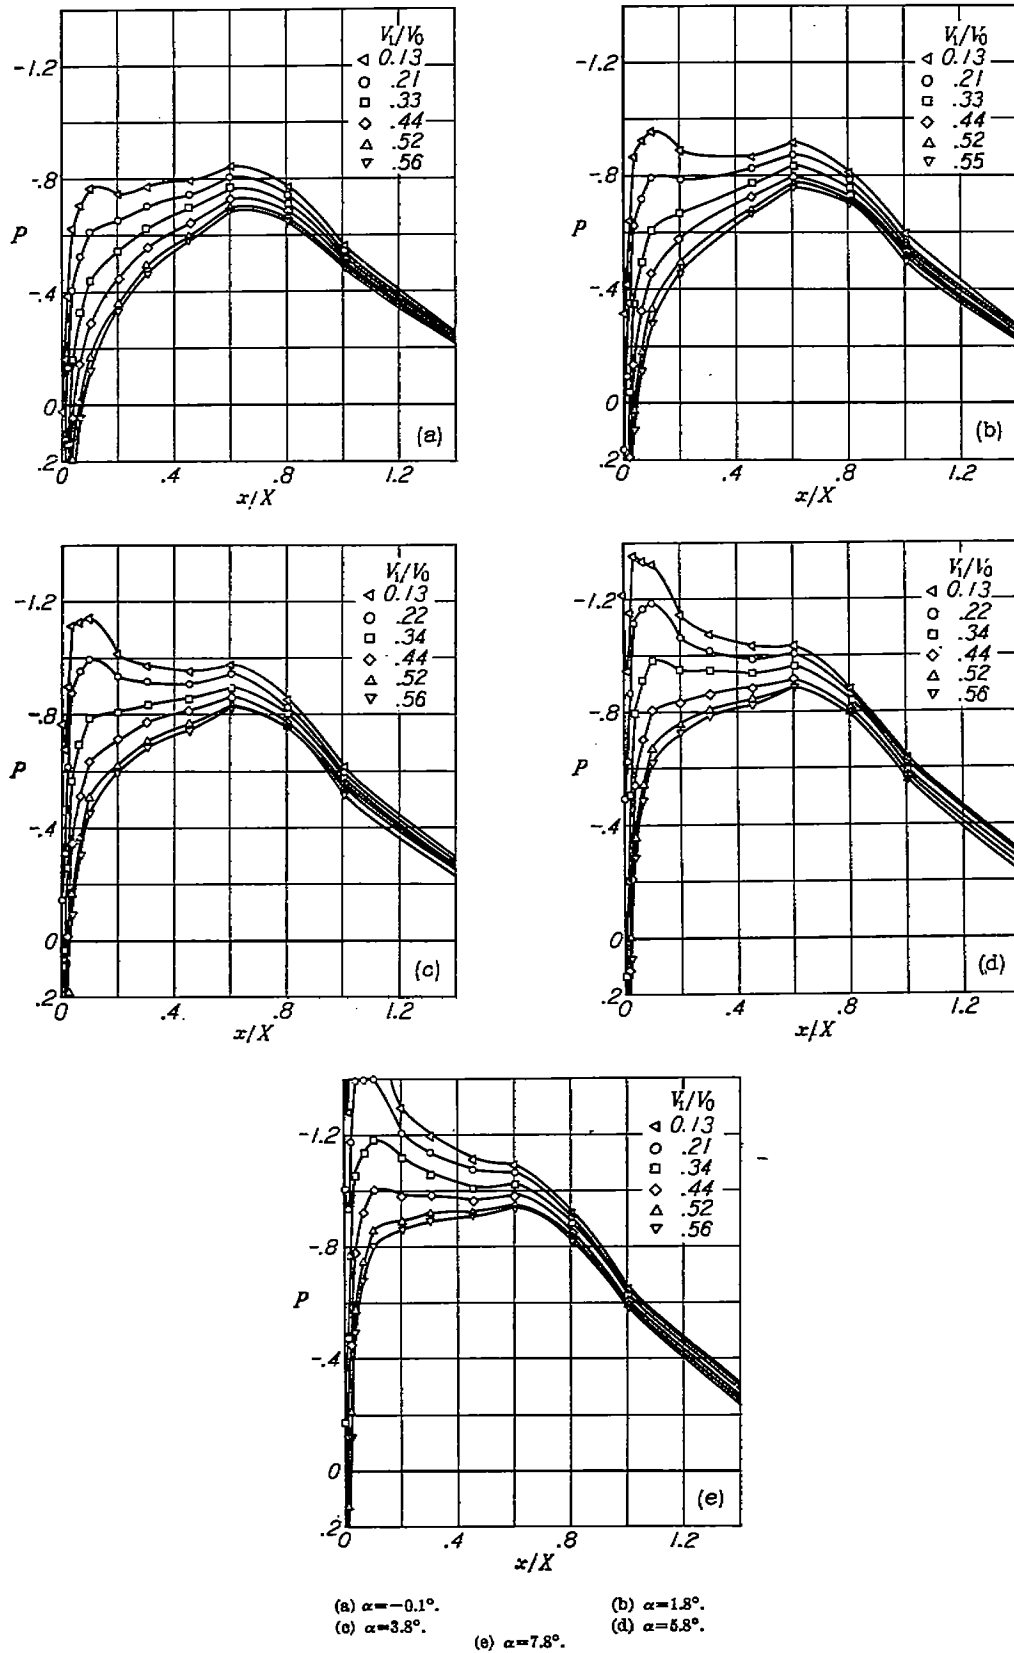 V₁/V₀
0.13
.21
.33
.44
.52
.56
-1.2
-.8
P
-.4
0
.2
0 .4 .8 1.2
x/X
(a)
V₁/V₀
0.13
.21
.33
.44
.52
.55
-1.2
-.8
P
-.4
0
.2
0 .4 .8 1.2
x/X
(b)
V₁/V₀
0.13
.22
.34
.44
.52
.56
-1.2
-.8
P
-.4
0
.2
0 .4 .8 1.2
x/X
(c)
V₁/V₀
0.13
.22
.34
.44
.52
.56
-1.2
-.8
P
-.4
0
.2
0 .4 .8 1.2
x/X
(d)
V₁/V₀
0.13
.21
.34
.44
.52
.56
-1.2
-.8
P
-.4
0
.2
0 .4 .8 1.2
x/X
(e)
(a) α=-0.1°. (b) α=1.8°.
(c) α=3.8°. (d) α=5.8°.
(e) α=7.8°.